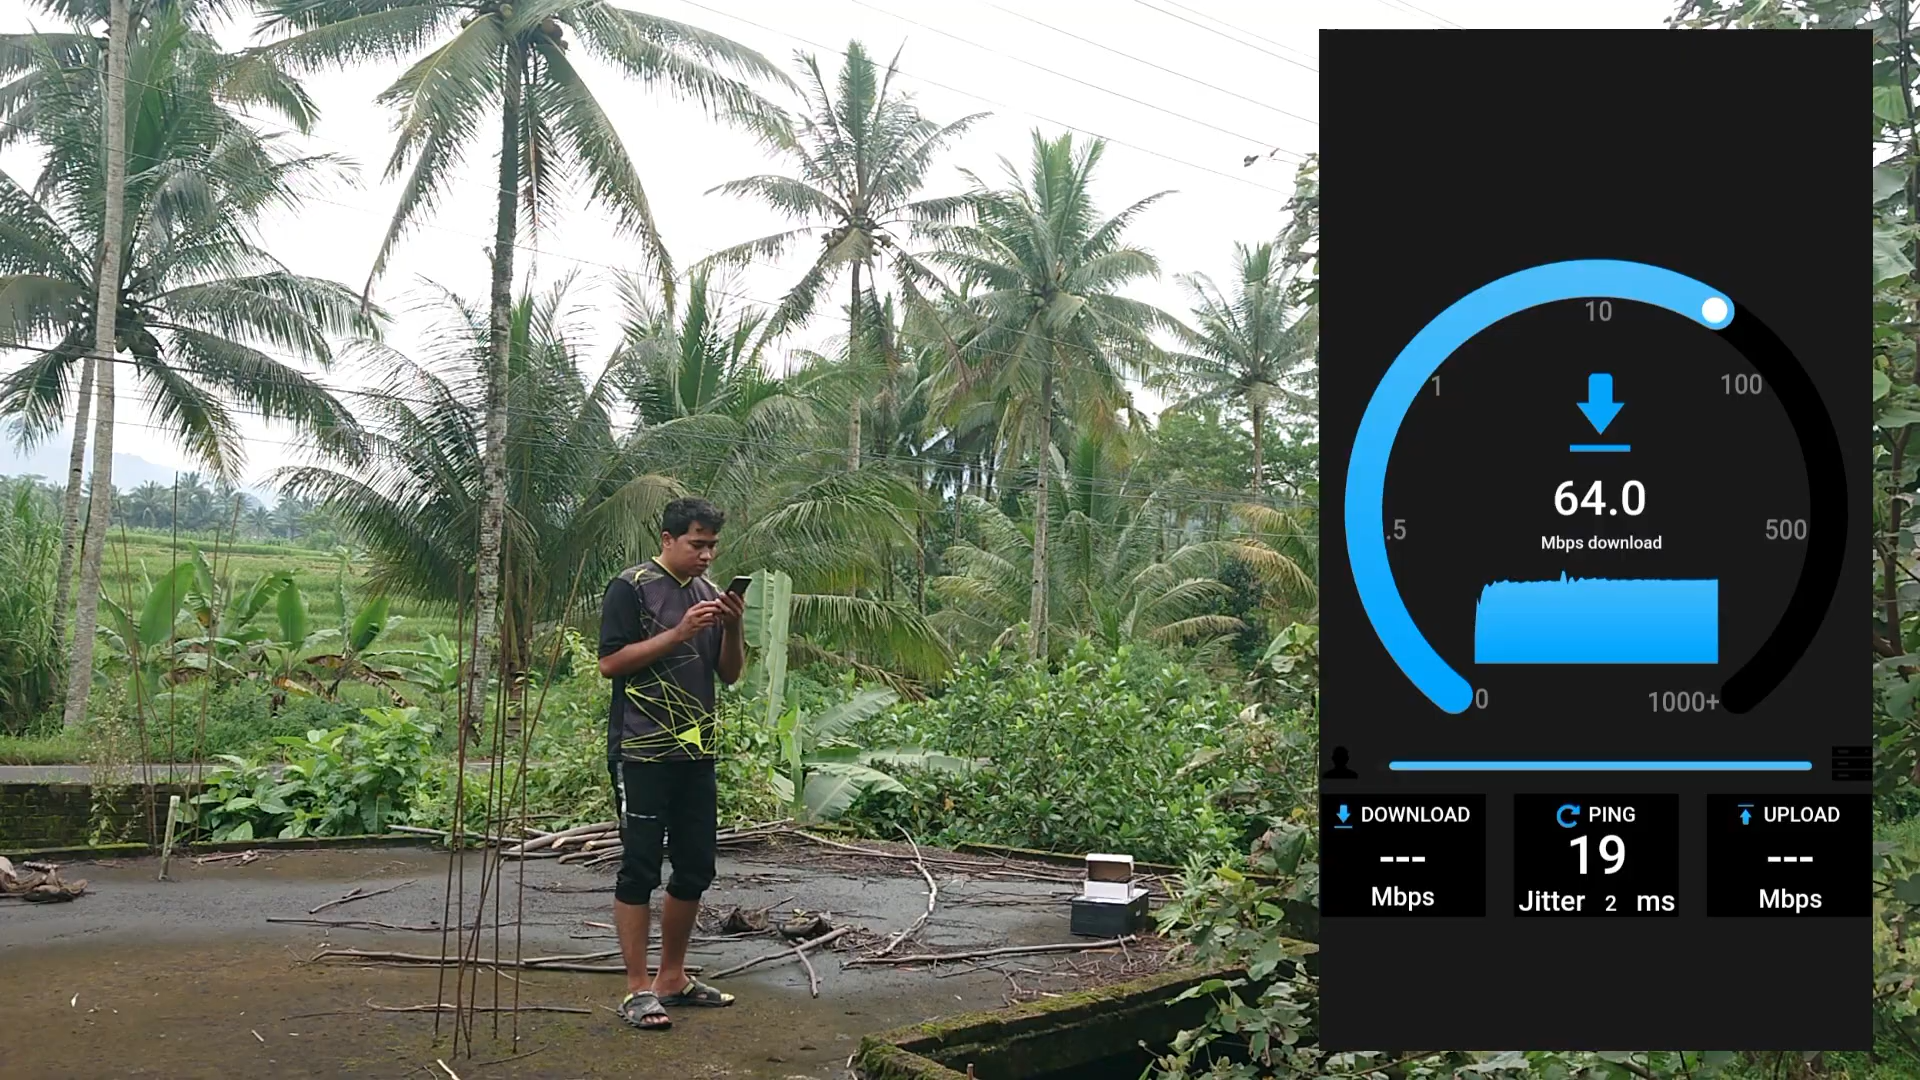 10
1
100
.5
500
64.0
Mbps download
0
1000+
DOWNLOAD
---
Mbps
PING
19
Jitter 2 ms
UPLOAD
---
Mbps